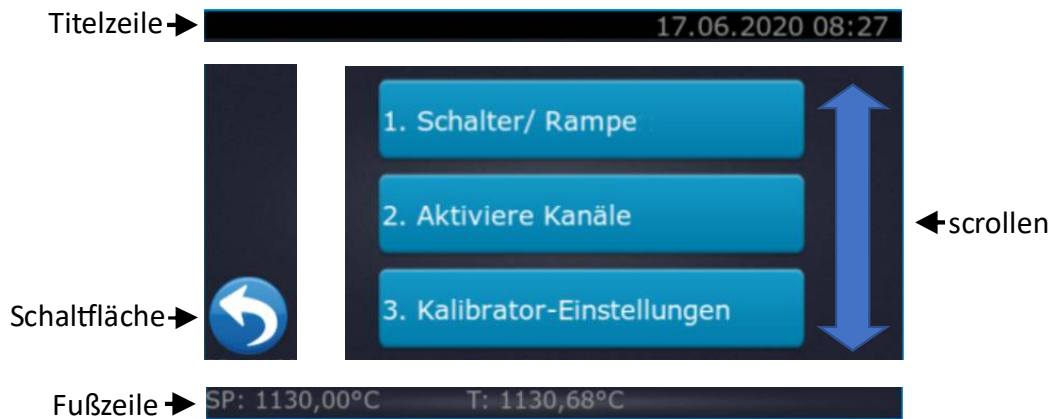 Titelzeile
17.06.2020 08:27
1. Schalter/ Rampe
2. Aktiviere Kanäle
scrollen
3. Kalibrator-Einstellungen
Schaltfläche
Fußzeile
SP: 1130,00°C T: 1130,68°C